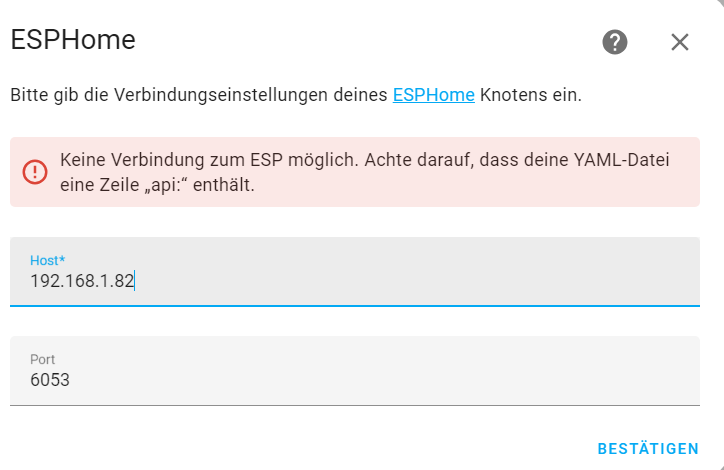 ESPHome
Bitte gib die Verbindungseinstellungen deines ESPHome Knotens ein.
Keine Verbindung zum ESP möglich. Achte darauf, dass deine YAML-Datei
eine Zeile „api:“ enthält.
Host*
192.168.1.82
Port
6053
BESTÄTIGEN